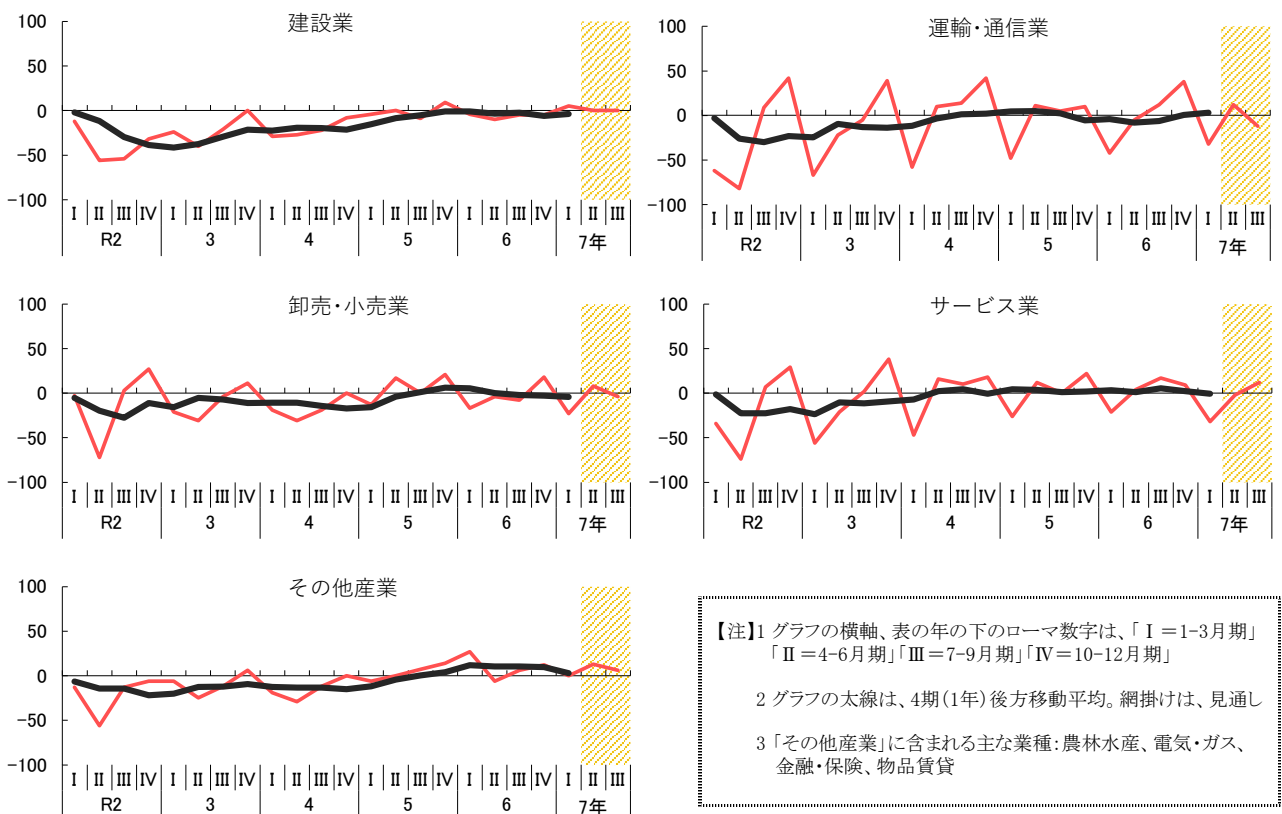 建設業
100
50
0
-50
-100
Ⅰ Ⅱ Ⅲ Ⅳ Ⅰ Ⅱ Ⅲ Ⅳ Ⅰ Ⅱ Ⅲ Ⅳ Ⅰ Ⅱ Ⅲ Ⅳ Ⅰ Ⅱ Ⅲ Ⅳ Ⅰ Ⅱ Ⅲ
R2 3 4 5 6 7年
運輸・通信業
100
50
0
-50
-100
Ⅰ Ⅱ Ⅲ Ⅳ Ⅰ Ⅱ Ⅲ Ⅳ Ⅰ Ⅱ Ⅲ Ⅳ Ⅰ Ⅱ Ⅲ Ⅳ Ⅰ Ⅱ Ⅲ Ⅳ Ⅰ Ⅱ Ⅲ
R2 3 4 5 6 7年
卸売・小売業
100
50
0
-50
-100
Ⅰ Ⅱ Ⅲ Ⅳ Ⅰ Ⅱ Ⅲ Ⅳ Ⅰ Ⅱ Ⅲ Ⅳ Ⅰ Ⅱ Ⅲ Ⅳ Ⅰ Ⅱ Ⅲ Ⅳ Ⅰ Ⅱ Ⅲ
R2 3 4 5 6 7年
サービス業
100
50
0
-50
-100
Ⅰ Ⅱ Ⅲ Ⅳ Ⅰ Ⅱ Ⅲ Ⅳ Ⅰ Ⅱ Ⅲ Ⅳ Ⅰ Ⅱ Ⅲ Ⅳ Ⅰ Ⅱ Ⅲ Ⅳ Ⅰ Ⅱ Ⅲ
R2 3 4 5 6 7年
その他産業
100
50
0
-50
-100
Ⅰ Ⅱ Ⅲ Ⅳ Ⅰ Ⅱ Ⅲ Ⅳ Ⅰ Ⅱ Ⅲ Ⅳ Ⅰ Ⅱ Ⅲ Ⅳ Ⅰ Ⅱ Ⅲ Ⅳ Ⅰ Ⅱ Ⅲ
R2 3 4 5 6 7年
【注】1 グラフの横軸、表の年の下のローマ数字は、「Ⅰ=1-3月期」
「Ⅱ=4-6月期」「Ⅲ=7-9月期」「Ⅳ=10-12月期」
2 グラフの太線は、4期(1年)後方移動平均。網掛けは、見通し
3 「その他産業」に含まれる主な業種:農林水産、電気・ガス、
金融・保険、物品賃貸